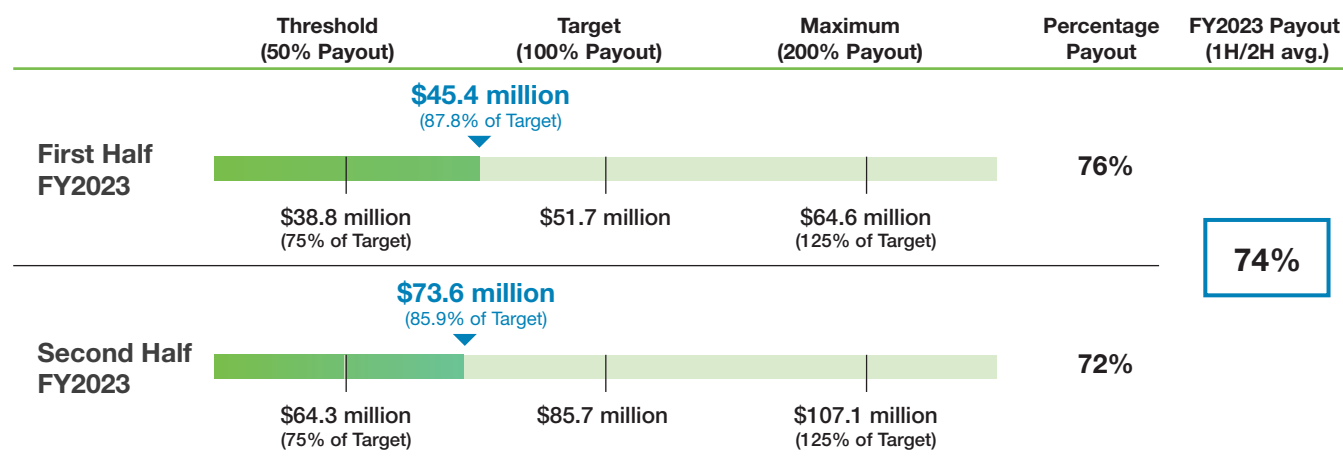 Threshold
(50% Payout)
Target
(100% Payout)
Maximum
(200% Payout)
Percentage
Payout
FY2023 Payout
(1H/2H avg.)
First Half
FY2023
$45.4 million
(87.8% of Target)
$38.8 million
(75% of Target)
$51.7 million
$64.6 million
(125% of Target)
76%
74%
Second Half
FY2023
$73.6 million
(85.9% of Target)
$64.3 million
(75% of Target)
$85.7 million
$107.1 million
(125% of Target)
72%